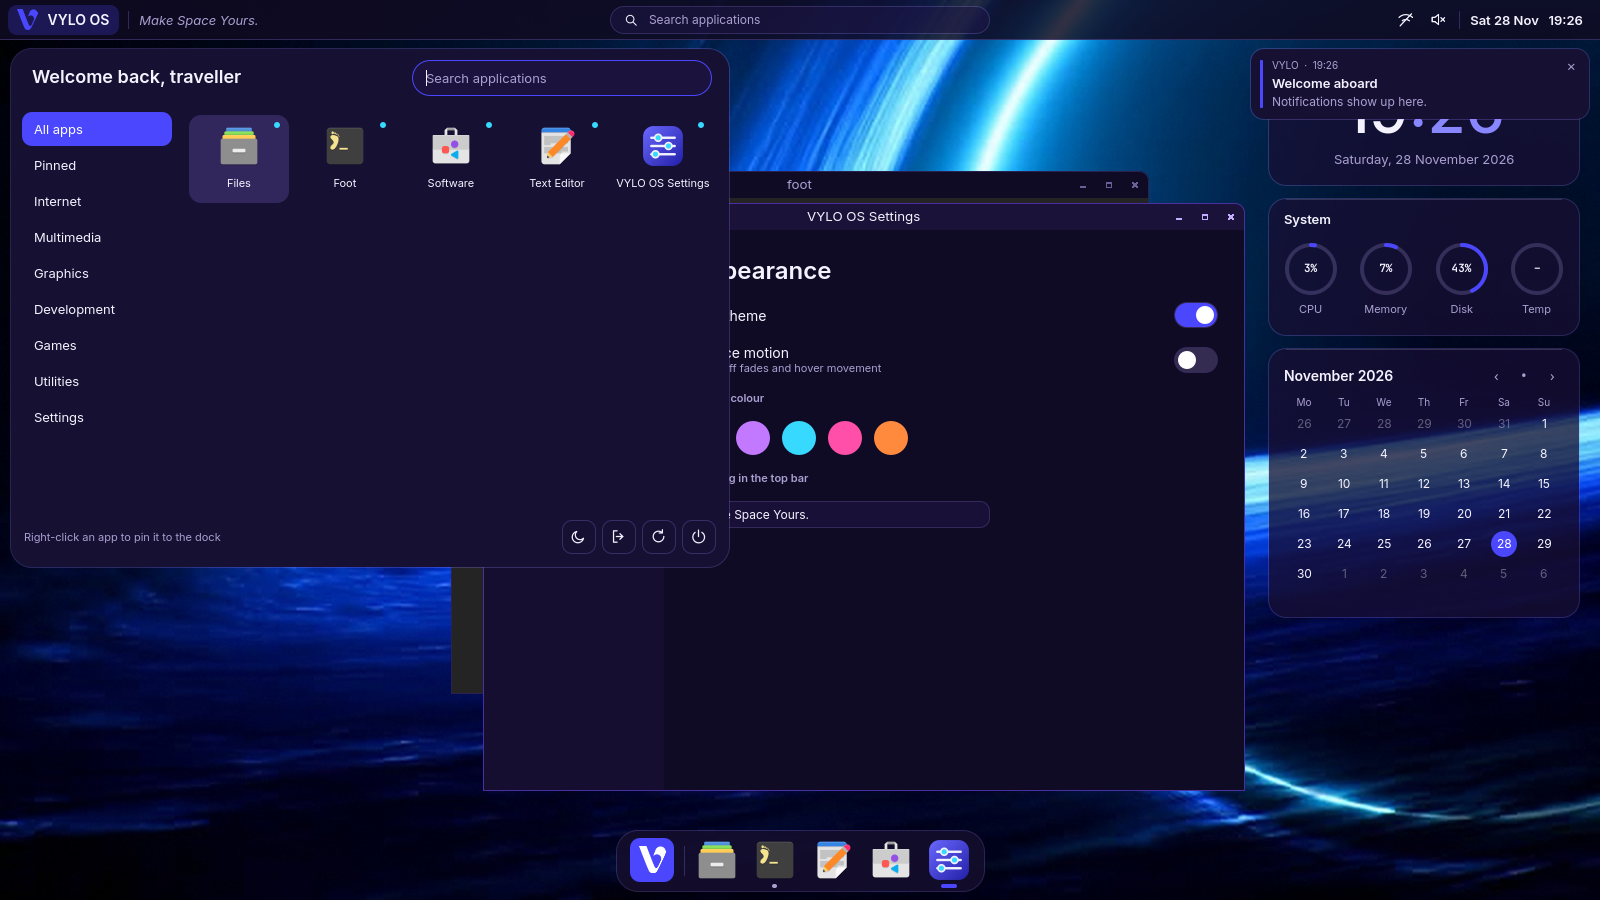 VYLO OS
Make Space Yours.
Search applications
Sat 28 Nov 19:26
Welcome back, traveller
Search applications
All apps
Pinned
Internet
Multimedia
Graphics
Development
Games
Utilities
Settings
Files
Foot
Software
Text Editor
VYLO OS Settings
Right-click an app to pin it to the dock
foot
VYLO OS Settings
pearance
heme
ce motion
ff fades and hover movement
colour
g in the top bar
Space Yours.
VYLO · 19:26
Welcome aboard
Notifications show up here.
Saturday, 28 November 2026
System
3% 7% 43% –
CPU Memory Disk Temp
November 2026
Mo Tu We Th Fr Sa Su
26 27 28 29 30 31 1
2 3 4 5 6 7 8
9 10 11 12 13 14 15
16 17 18 19 20 21 22
23 24 25 26 27 28 29
30 1 2 3 4 5 6